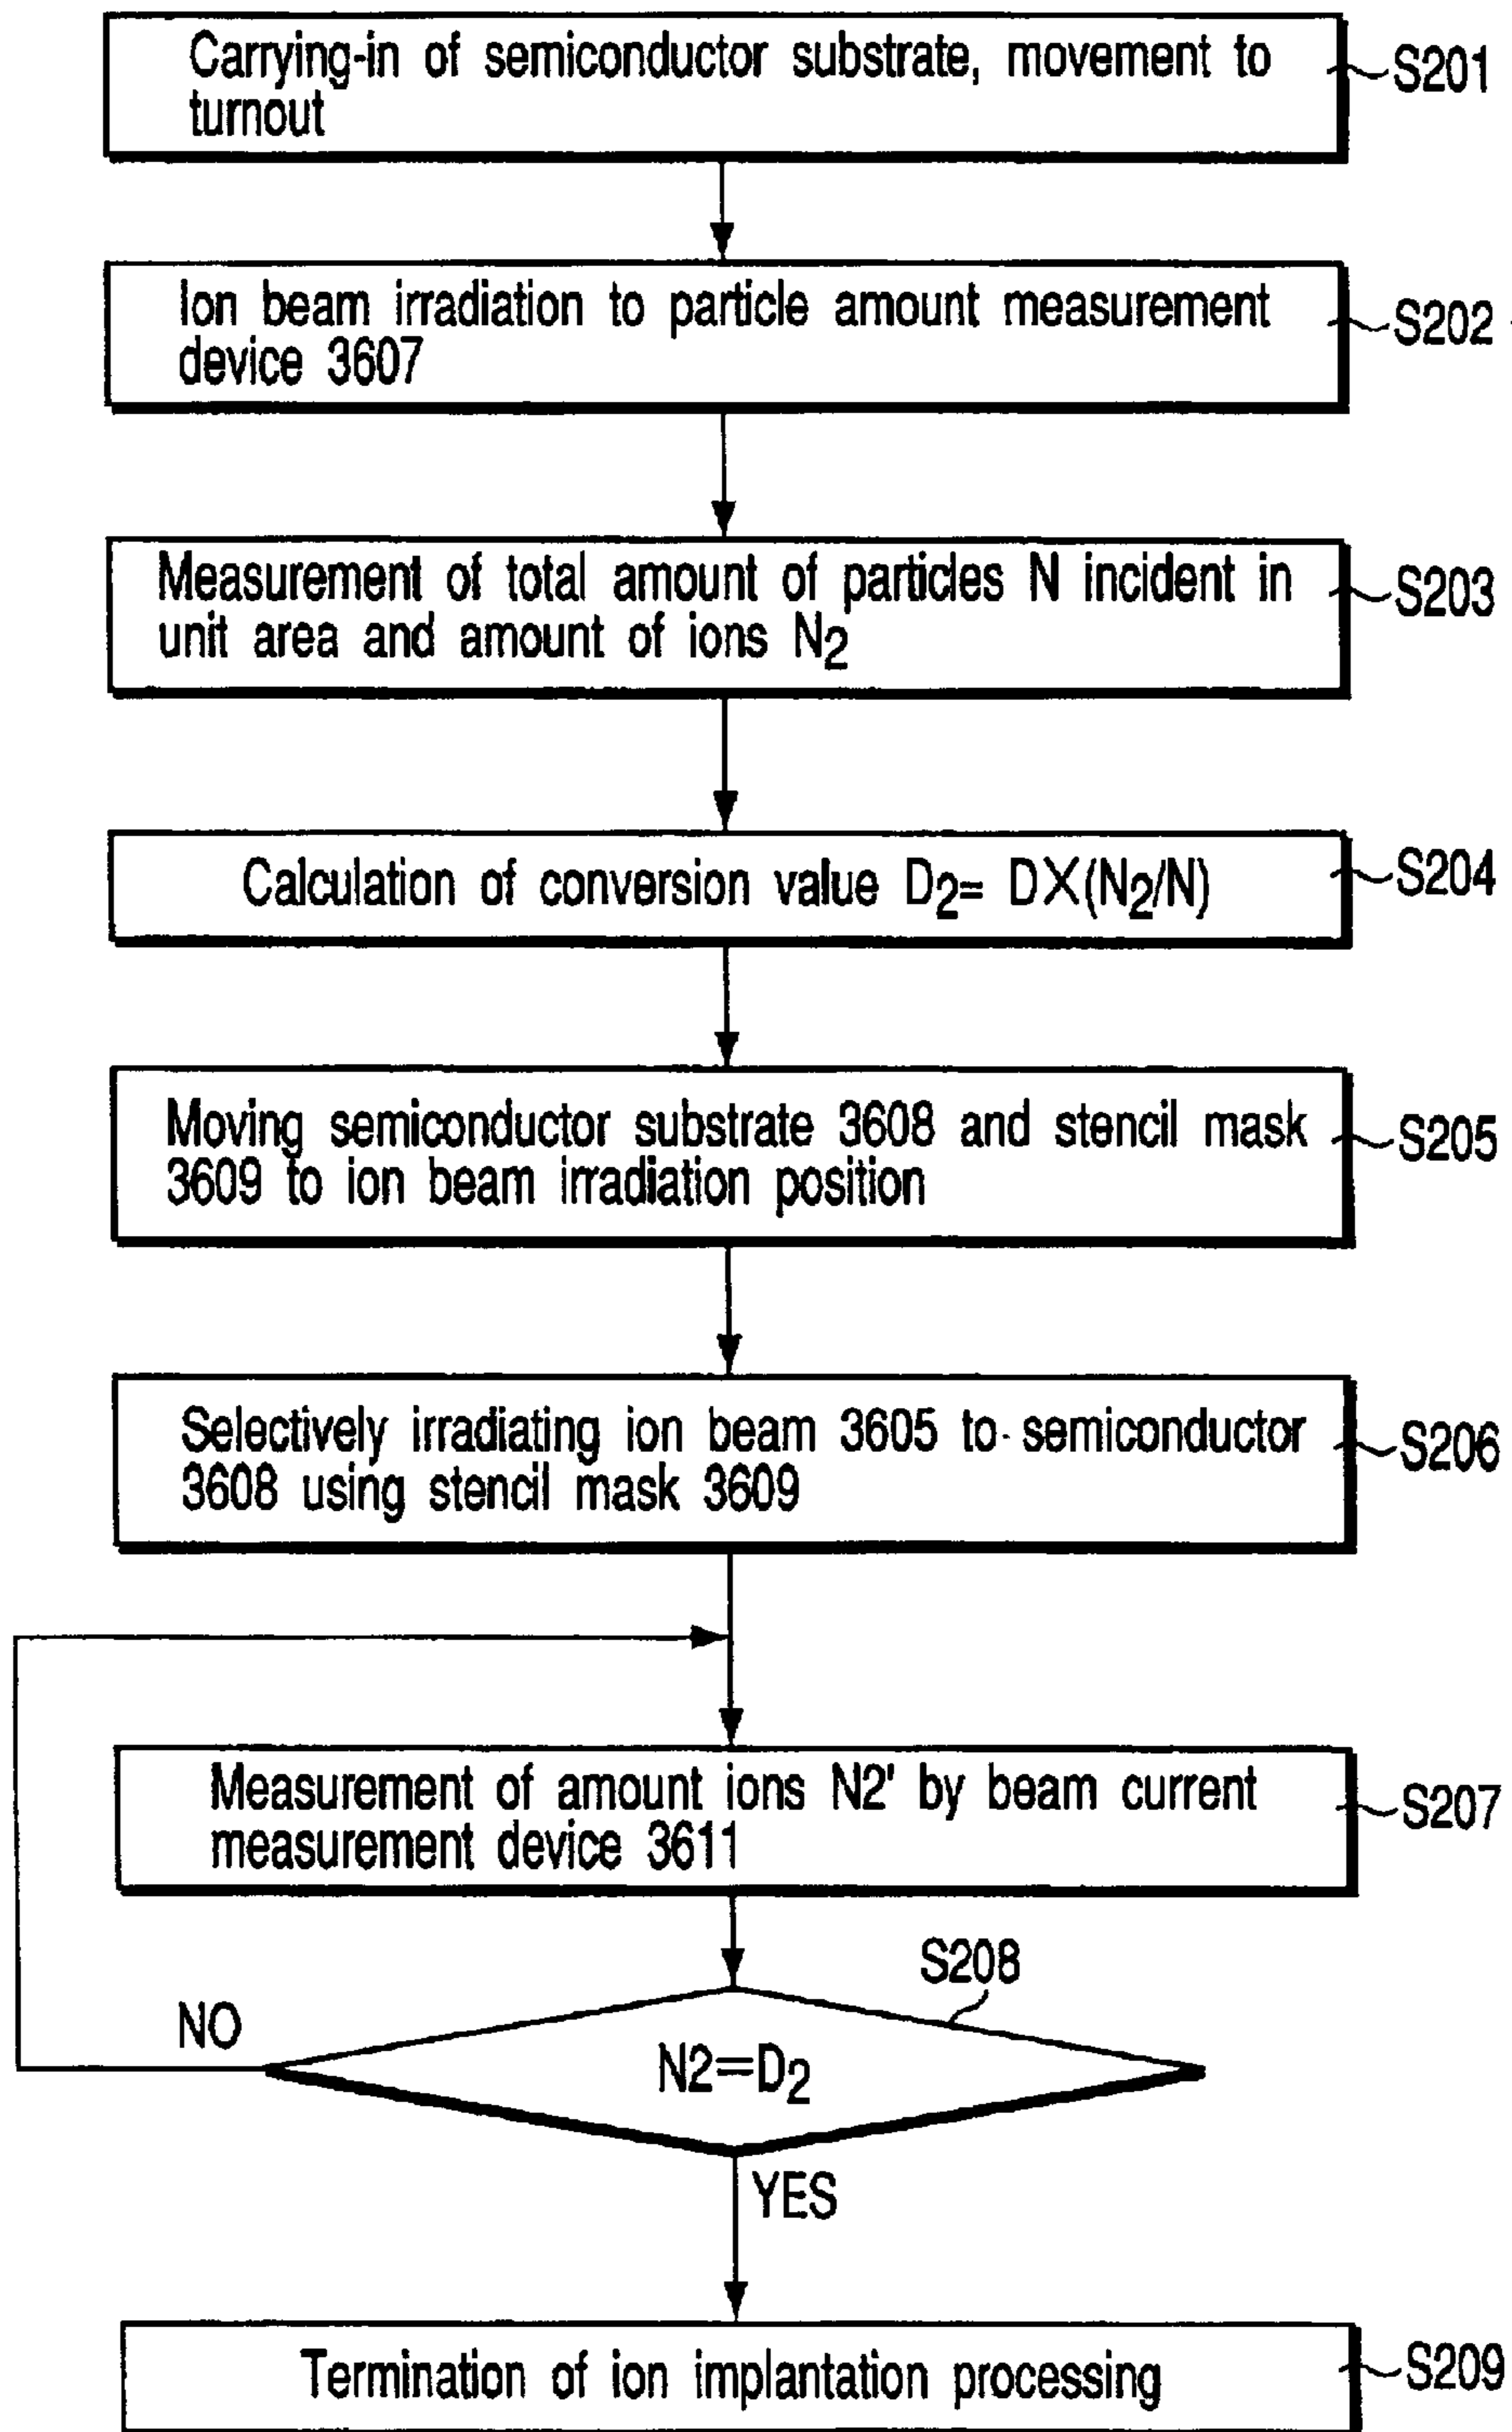 Carrying-in of semiconductor substrate, movement to
turnout
S201
Ion beam irradiation to particle amount measurement
device 3607
S202
Measurement of total amount of particles N incident in
unit area and amount of ions N2
S203
Calculation of conversion value D2= DX(N2/N)
S204
Moving semiconductor substrate 3608 and stencil mask
3609 to ion beam irradiation position
S205
Selectively irradiating ion beam 3605 to semiconductor
3608 using stencil mask 3609
S206
Measurement of amount ions N2' by beam current
measurement device 3611
S207
S208
NO
N2=D2
YES
Termination of ion implantation processing
S209